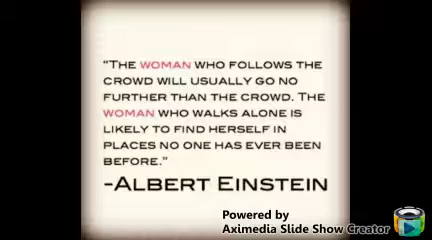 “THE WOMAN WHO FOLLOWS THE
CROWD WILL USUALLY GO NO
FURTHER THAN THE CROWD. THE
WOMAN WHO WALKS ALONE IS
LIKELY TO FIND HERSELF IN
PLACES NO ONE HAS EVER BEEN
BEFORE.”
-ALBERT EINSTEIN
Powered by
Aximedia Slide Show Creator